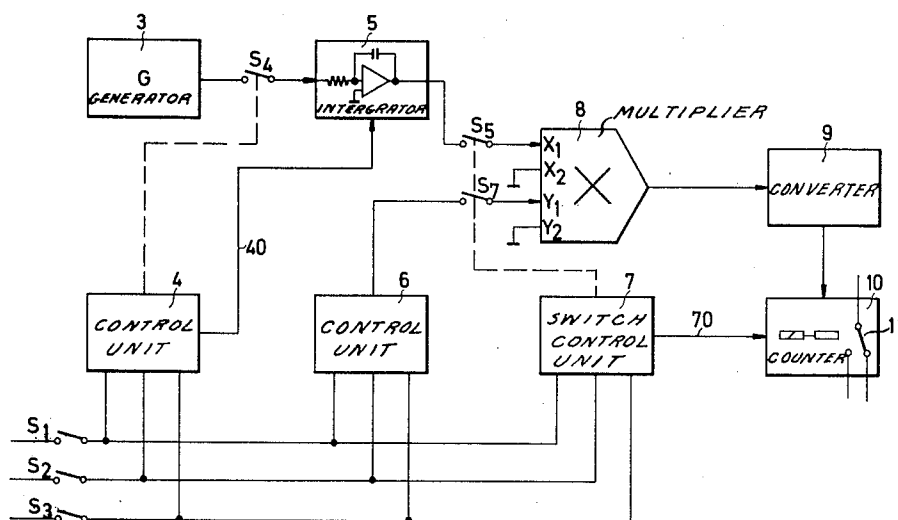 3
G
GENERATOR
S4
5
INTERGRATOR
S5
8
MULTIPLIER
X1
X2
S7
Y1
Y2
9
CONVERTER
40
4
CONTROL
UNIT
6
CONTROL
UNIT
7
SWITCH
CONTROL
UNIT
70
10
1
COUNTER
S1
S2
S3